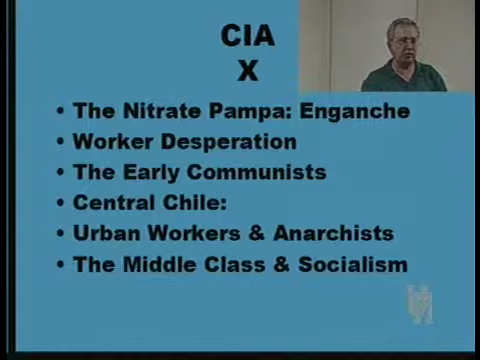 CIA
X
• The Nitrate Pampa: Enganche
• Worker Desperation
• The Early Communists
• Central Chile:
• Urban Workers & Anarchists
• The Middle Class & Socialism